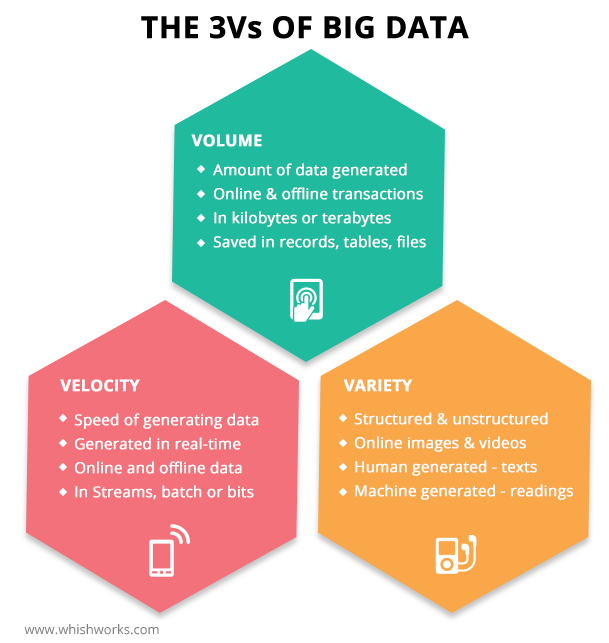 THE 3Vs OF BIG DATA
VOLUME
Amount of data generated
Online & offline transactions
In kilobytes or terabytes
Saved in records, tables, files
VELOCITY
Speed of generating data
Generated in real-time
Online and offline data
In Streams, batch or bits
VARIETY
Structured & unstructured
Online images & videos
Human generated - texts
Machine generated - readings
www.whishworks.com